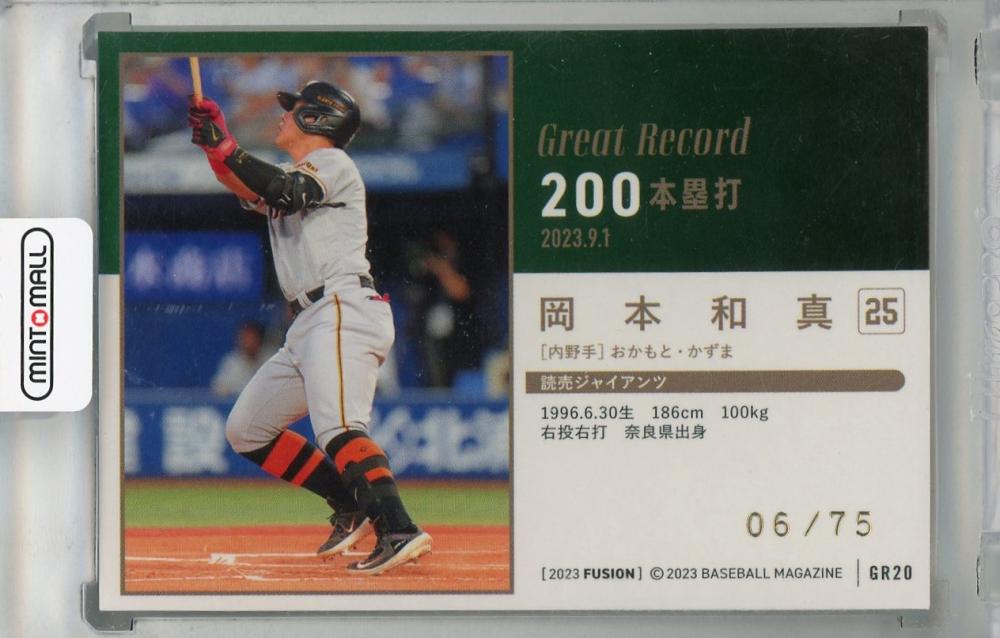 MINTOMALL
Great Record
200本塁打
2023.9.1
岡本和真 25
[内野手] おかもと・かずま
読売ジャイアンツ
1996.6.30生 186cm 100kg
右投右打 奈良県出身
06/75
[2023 FUSION] ©2023 BASEBALL MAGAZINE GR20